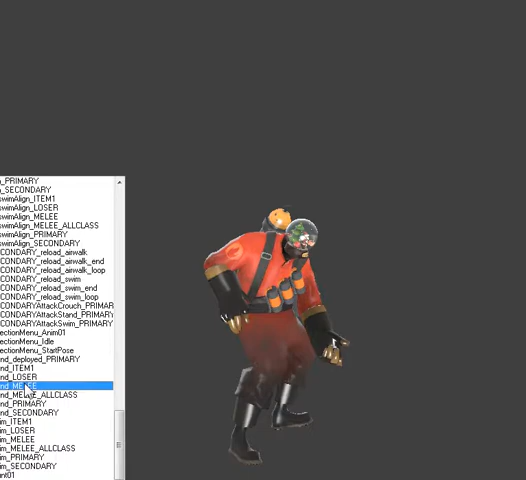 _PRIMARY
_SECONDARY
swimAlign_ITEM1
swimAlign_LOSER
swimAlign_MELEE
swimAlign_MELEE_ALLCLASS
swimAlign_PRIMARY
swimAlign_SECONDARY
CONDARY_reload_airwalk
CONDARY_reload_airwalk_end
CONDARY_reload_airwalk_loop
CONDARY_reload_swim
CONDARY_reload_swim_end
CONDARY_reload_swim_loop
CONDARYAttackCrouch_PRIMAR
CONDARYAttackStand_PRIMARY
CONDARYAttackSwim_PRIMARY
ectionMenu_Anim01
ectionMenu_Idle
ectionMenu_StartPose
nd_deployed_PRIMARY
nd_ITEM1
nd_LOSER
nd_MELEE
nd_MELEE_ALLCLASS
nd_PRIMARY
nd_SECONDARY
im_ITEM1
im_LOSER
im_MELEE
im_MELEE_ALLCLASS
im_PRIMARY
im_SECONDARY
nt01